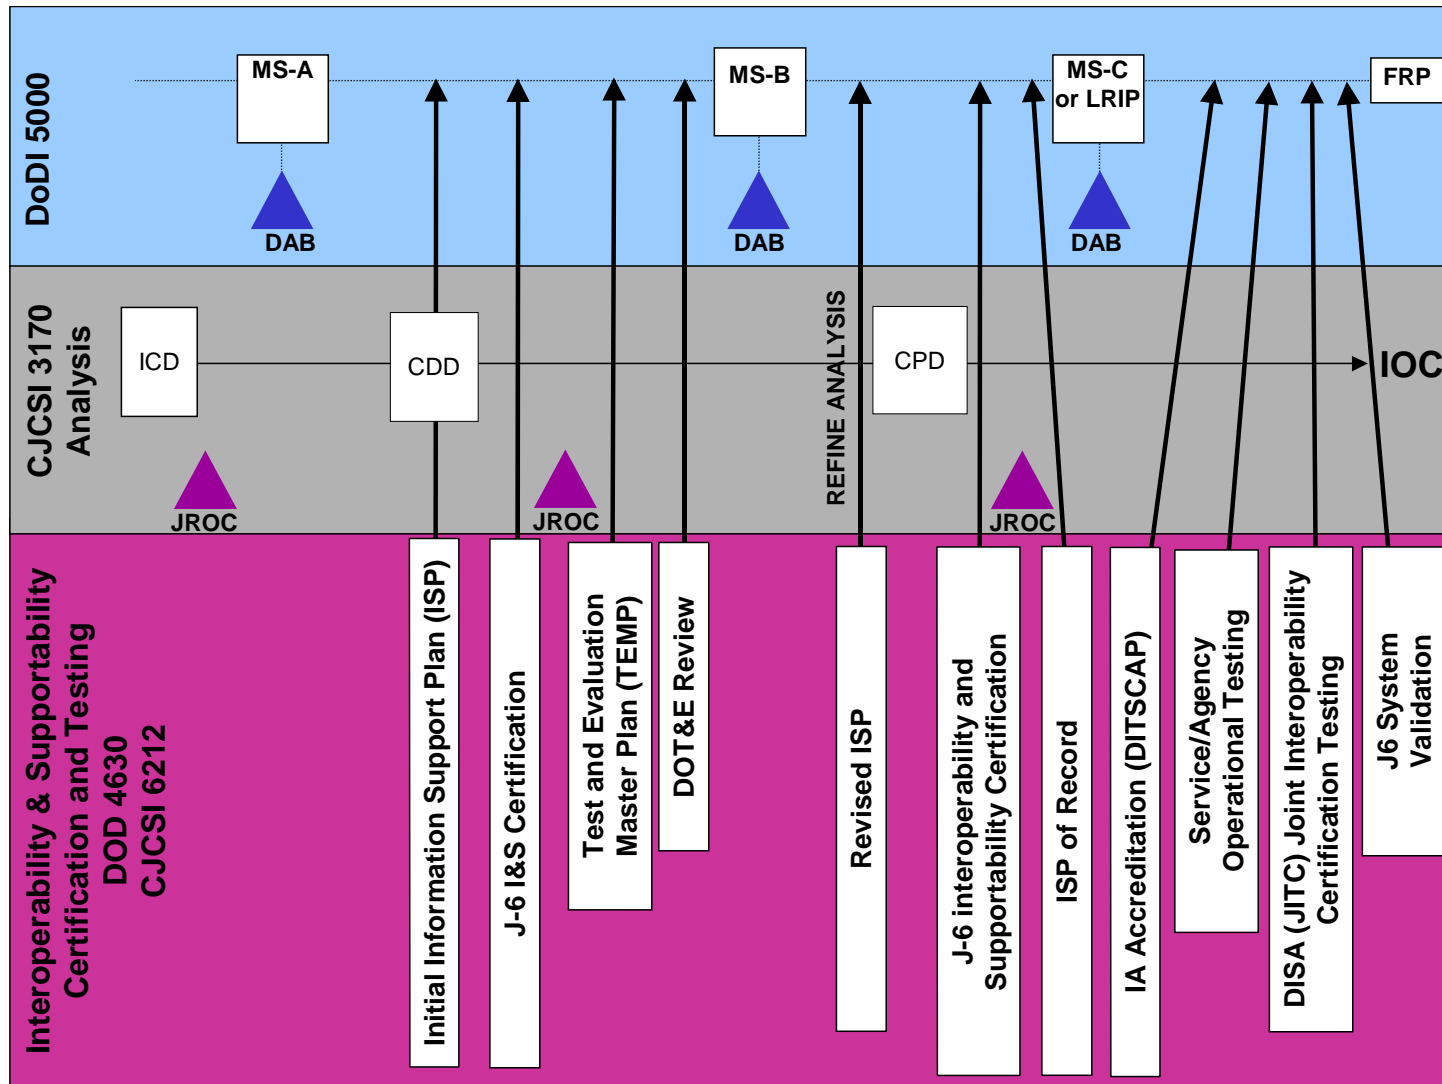 DoDI 5000
MS-A
MS-B
MS-C
or LRIP
FRP
DAB
DAB
DAB
CJCSI 3170
Analysis
ICD
CDD
REFINE ANALYSIS
CPD
IOC
JROC
JROC
JROC
Interoperability & Supportability
Certification and Testing
DOD 4630
CJCSI 6212
Initial Information Support Plan (ISP)
J-6 I&S Certification
Test and Evaluation
Master Plan (TEMP)
DOT&E Review
Revised ISP
J-6 interoperability and
Supportability Certification
ISP of Record
IA Accreditation (DITSCAP)
Service/Agency
Operational Testing
DISA (JITC) Joint Interoperability
Certification Testing
J6 System
Validation